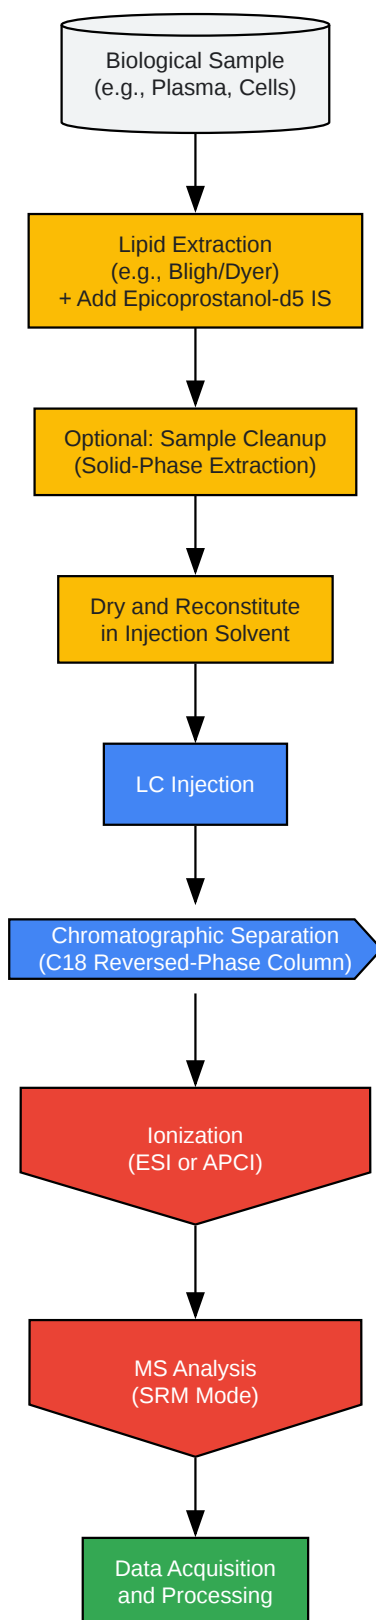 Biological Sample
(e.g., Plasma, Cells)
Lipid Extraction
(e.g., Bligh/Dyer)
+ Add Epicoprostanol-d5 IS
Optional: Sample Cleanup
(Solid-Phase Extraction)
Dry and Reconstitute
in Injection Solvent
LC Injection
Chromatographic Separation
(C18 Reversed-Phase Column)
Ionization
(ESI or APCI)
MS Analysis
(SRM Mode)
Data Acquisition
and Processing